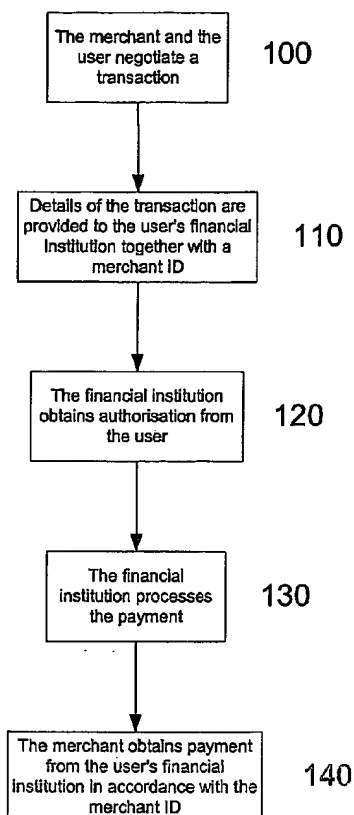 The merchant and the
user negotiate a
transaction
100
Details of the transaction are
provided to the user's financial
institution together with a
merchant ID
110
The financial institution
obtains authorisation from
the user
120
The financial
institution processes
the payment
130
The merchant obtains payment
from the user's financial
institution in accordance with the
merchant ID
140